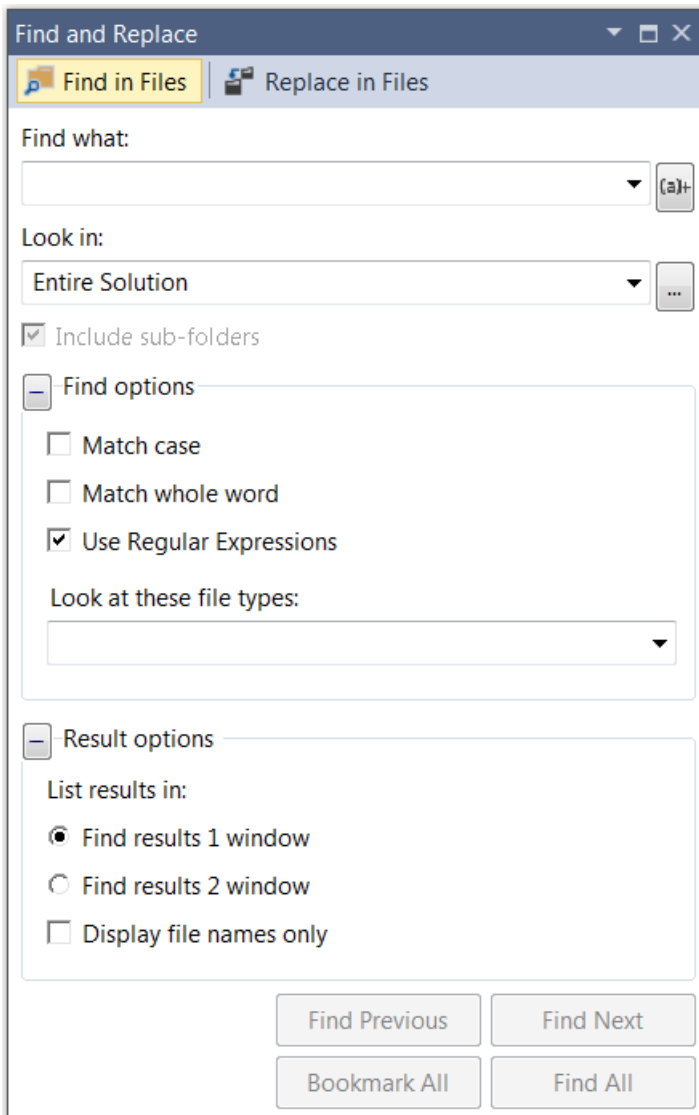 Find and Replace
Find in Files
Replace in Files
Find what:
(a)+
Look in:
Entire Solution
...
Include sub-folders
Find options
Match case
Match whole word
Use Regular Expressions
Look at these file types:
Result options
List results in:
Find results 1 window
Find results 2 window
Display file names only
Find Previous
Find Next
Bookmark All
Find All